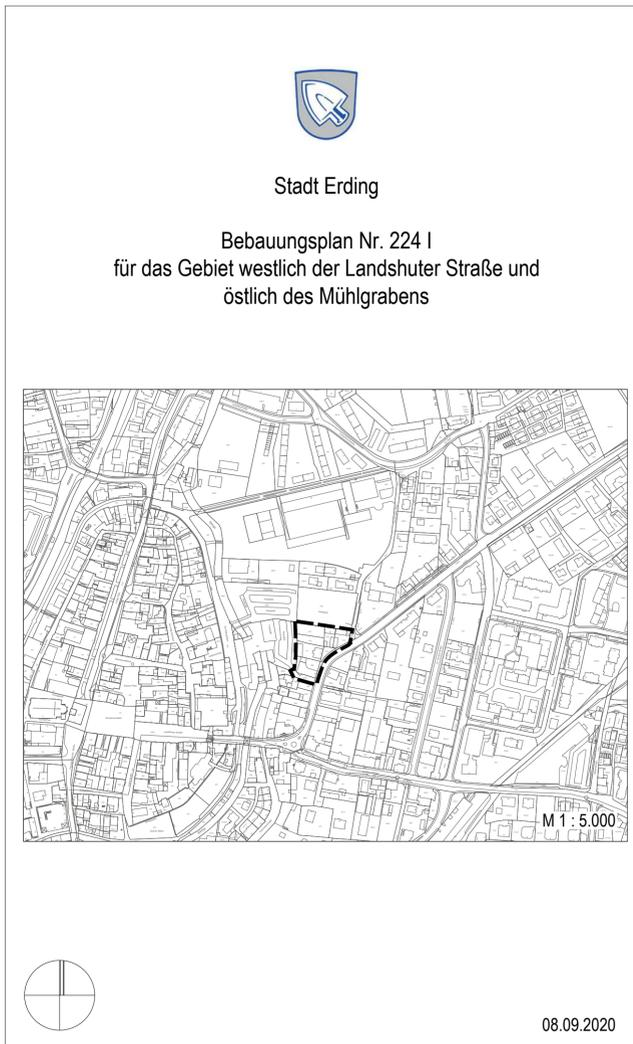 Stadt Erding
Bebauungsplan Nr. 224 I
für das Gebiet westlich der Landshuter Straße und
östlich des Mühlgrabens
M 1 : 5.000
08.09.2020